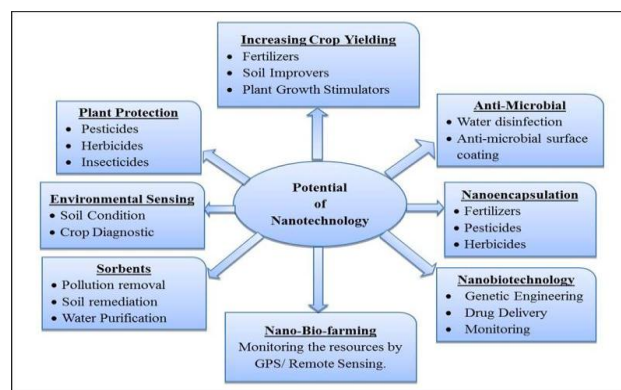 Increasing Crop Yielding
• Fertilizers
• Soil Improvers
• Plant Growth Stimulators
Plant Protection
• Pesticides
• Herbicides
• Insecticides
Anti-Microbial
• Water disinfection
• Anti-microbial surface
coating
Potential
of
Nanotechnology
Environmental Sensing
• Soil Condition
• Crop Diagnostic
Nanoencapsulation
• Fertilizers
• Pesticides
• Herbicides
Sorbents
• Pollution removal
• Soil remediation
• Water Purification
Nanobiotechnology
• Genetic Engineering
• Drug Delivery
• Monitoring
Nano-Bio-farming
Monitoring the resources by
GPS/ Remote Sensing.